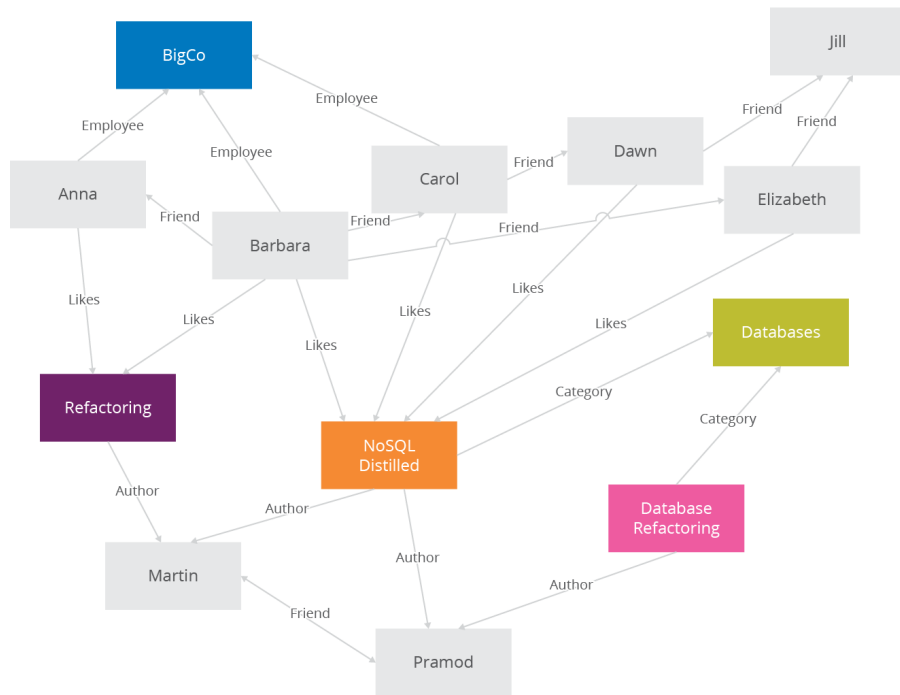 Jill
BigCo
Employee
Friend
Friend
Employee
Dawn
Employee
Friend
Carol
Anna
Elizabeth
Friend
Friend
Friend
Barbara
Likes
Likes
Likes
Likes
Likes
Likes
Databases
Category
Refactoring
Category
NoSQL
Distilled
Author
Author
Database
Refactoring
Author
Author
Martin
Friend
Pramod